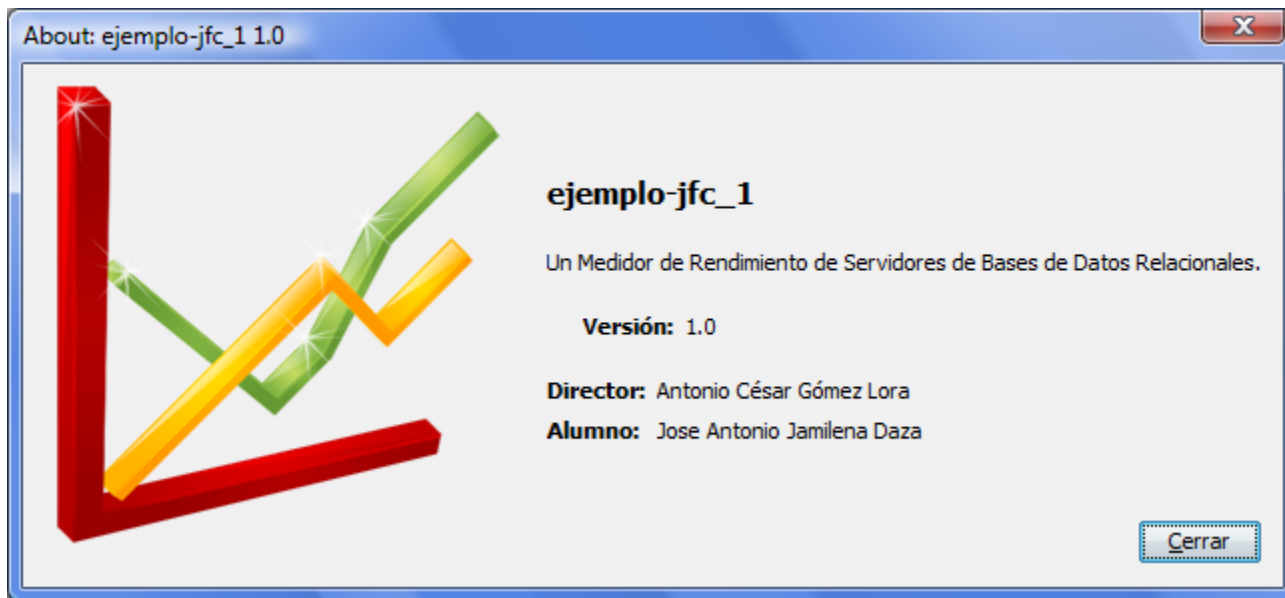 About: ejemplo-jfc_1 1.0
ejemplo-jfc_1
Un Medidor de Rendimiento de Servidores de Bases de Datos Relacionales.
Versión: 1.0
Director: Antonio César Gómez Lora
Alumno: Jose Antonio Jamilena Daza
Cerrar